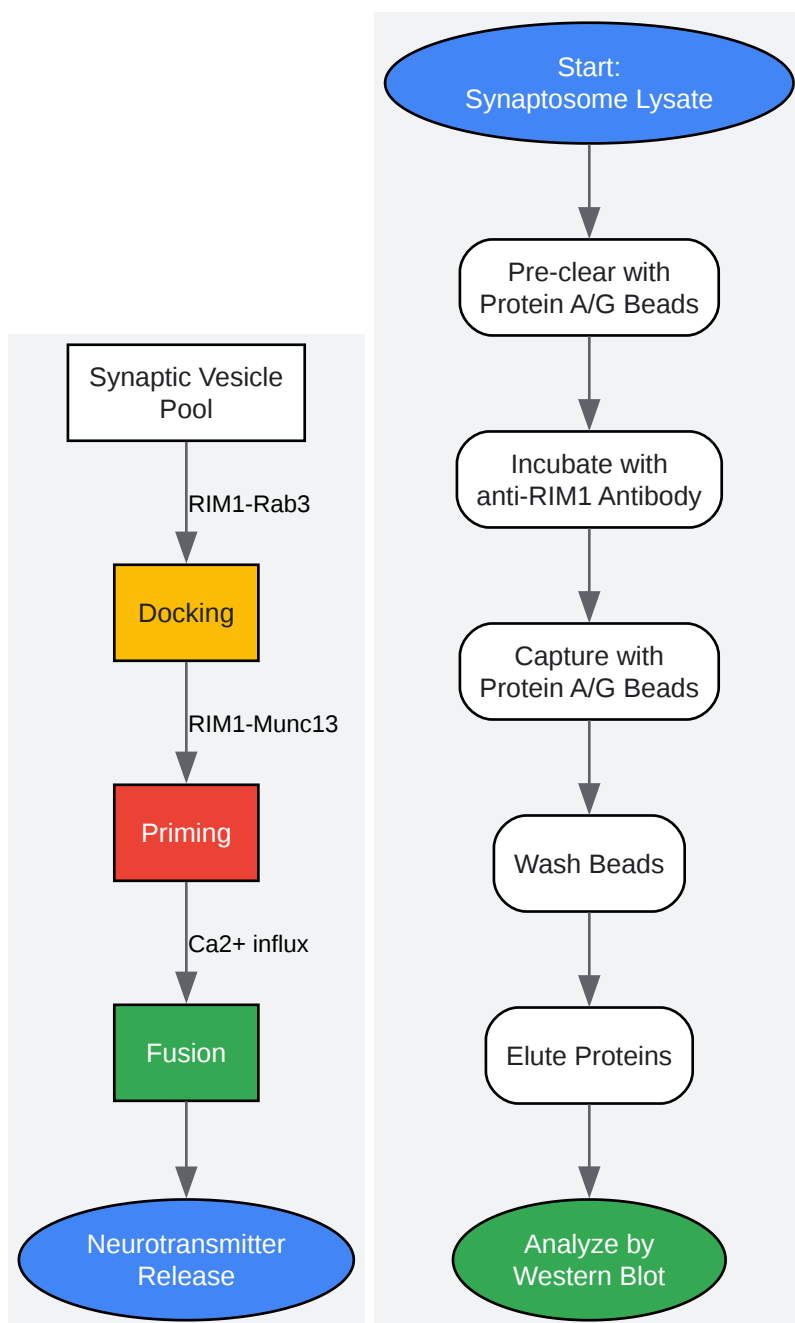 Synaptic Vesicle
Pool
RIM1-Rab3
Docking
RIM1-Munc13
Priming
Ca2+ influx
Fusion
Neurotransmitter
Release
Start:
Synaptosome Lysate
Pre-clear with
Protein A/G Beads
Incubate with
anti-RIM1 Antibody
Capture with
Protein A/G Beads
Wash Beads
Elute Proteins
Analyze by
Western Blot